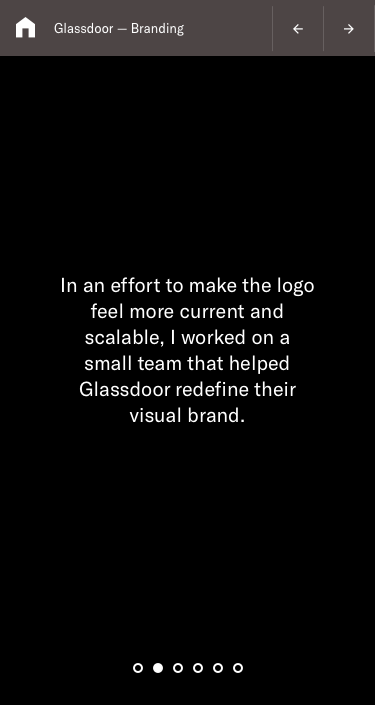 Glassdoor — Branding
In an effort to make the logo
feel more current and
scalable, I worked on a
small team that helped
Glassdoor redefine their
visual brand.